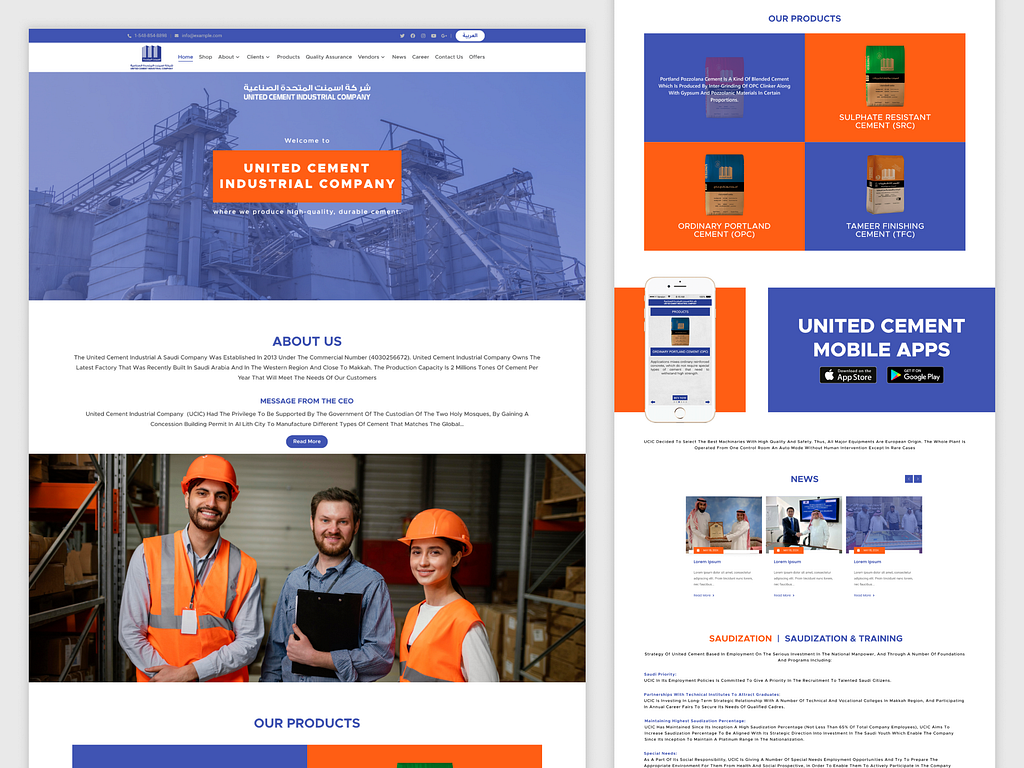 1 648 854 8898 - info@example.com
العربية
UNITED CEMENT INDUSTRIAL COMPANY
Home Shop About Clients Products Quality Assurance Vendors News Career Contact Us Offers
شركة اسمنت المتحدة الصناعية
UNITED CEMENT INDUSTRIAL COMPANY
Welcome to
UNITED CEMENT
INDUSTRIAL COMPANY
where we produce high-quality, durable cement.
ABOUT US
The United Cement Industrial A Saudi Company Was Established In 2013 Under The Commercial Number (4030256672). United Cement Industrial Company Owns The
Latest Factory That Was Recently Built In Saudi Arabia And In The Western Region And Close To Makkah. The Production Capacity Is 2 Millions Tones Of Cement Per
Year That Will Meet The Needs Of Our Customers
MESSAGE FROM THE CEO
United Cement Industrial Company (UCIC) Had The Privilege To Be Supported By The Government Of The Custodian Of The Two Holy Mosques, By Gaining A
Concession Building Permit In Al Lith City To Manufacture Different Types Of Cement That Matches The Global...
Read More
OUR PRODUCTS
OUR PRODUCTS
Portland Pozzolana Cement Is A Kind Of Blended Cement
Which Is Produced By Inter-Grinding Of OPC Clinker Along
With Gypsum And Pozzolanic Materials In Certain
Proportions.
SULPHATE RESISTANT
CEMENT (SRC)
ORDINARY PORTLAND
CEMENT (OPC)
TAMEER FINISHING
CEMENT (TFC)
PRODUCTS
ORDINARY PORTLAND CEMENT OPC
UNITED CEMENT
MOBILE APPS
Download on the
App Store
GET IT ON
Google Play
UCIC Decided To Select The Best Machineries With High Quality And Safety. Thus, All Major Equipments Are European Origin. The Whole Plant Is
Operated From One Control Room An Auto Mode Without Human Intervention Except In Rare Cases
NEWS
Lorem Ipsum
Lorem ipsum dolor sit amet consectetur
adipiscing elit. Proin tincidunt nunc lorem,
nec faucibus
Read More
Lorem Ipsum
Lorem ipsum dolor sit amet consectetur
adipiscing elit. Proin tincidunt nunc lorem,
nec faucibus
Read More
Lorem Ipsum
Lorem ipsum dolor sit amet consectetur
adipiscing elit. Proin tincidunt nunc lorem,
nec faucibus
Read More
SAUDIZATION | SAUDIZATION & TRAINING
Strategy Of United Cement Based In Employment On The Serious Investment In The National Manpower, And Through A Number Of Foundations
And Programs Including:
Saudi Priority:
UCIC In Its Employment Policies Is Committed To Give A Priority In The Recruitment To Talented Saudi Citizens.
Partnerships With Technical Institutes To Attract Graduates:
UCIC Is Investing In Long-Term Strategic Relationship With A Number Of Technical And Vocational Colleges In Makkah Region, And Participating
In Annual Career Fairs To Secure Its Needs Of Qualified Cadres.
Maintaining Highest Saudization Percentage:
UCIC Has Maintained Since Its Inception A High Saudization Percentage (Not Less Than 65% Of Total Company Employees), UCIC Aims To
Increase Saudization Percentage To Be Aligned With Its Strategic Direction Into Investment In The Saudi Youth Which Enable The Company
Since Its Inception To Maintain A Platinum Range In The Nationalization.
Special Needs:
As A Part Of Its Social Responsibility, UCIC Is Giving A Number Of Special Needs Employment Opportunities And Try To Prepare The
Appropriate Environment For Them From Health And Social Prospective, In Order To Enable Them To Actively Participate In The Company